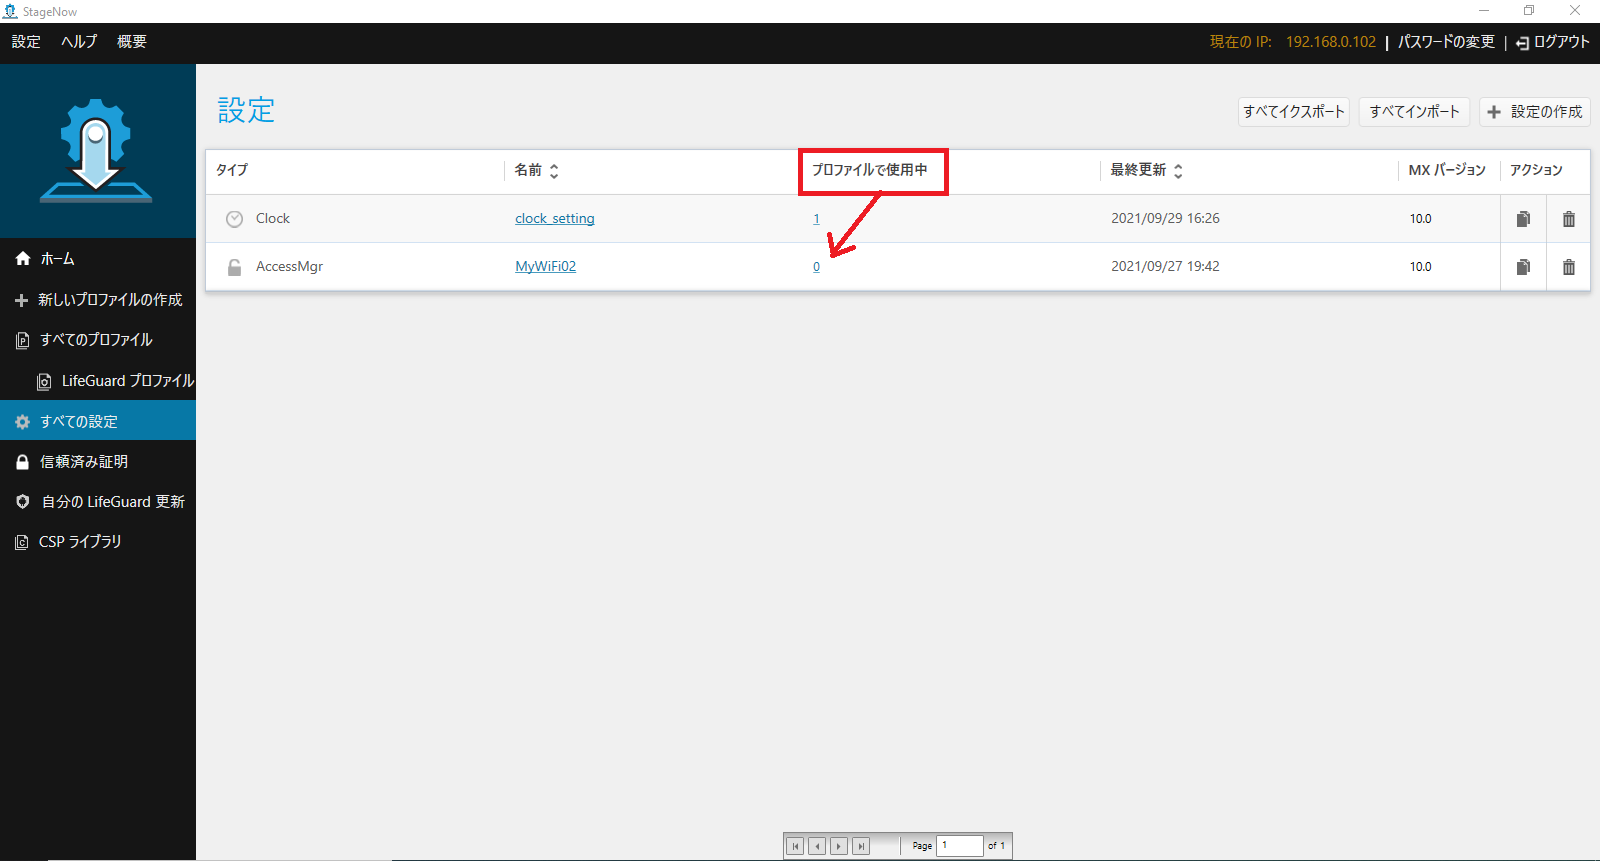 StageNow
設定 ヘルプ 概要 現在の IP: 192.168.0.102 | パスワードの変更 | ログアウト
設定
すべてイクスポート すべてインポート 設定の作成
タイプ 名前 プロファイルで使用中 最終更新 MX バージョン アクション
Clock clock_setting 1 2021/09/29 16:26 10.0
AccessMgr MyWiFi02 0 2021/09/27 19:42 10.0
ホーム
新しいプロファイルの作成
すべてのプロファイル
LifeGuard プロファイル
すべての設定
信頼済み証明
自分の LifeGuard 更新
CSP ライブラリ
Page 1 of 1